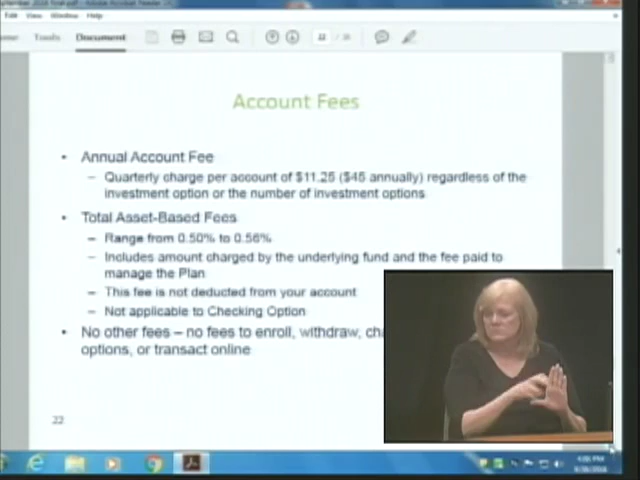 Edit View Window Help
Tools Document
22
Account Fees
• Annual Account Fee
– Quarterly charge per account of $11.25 ($45 annually) regardless of the
investment option or the number of investment options
• Total Asset-Based Fees
– Range from 0.50% to 0.56%
– Includes amount charged by the underlying fund and the fee paid to
manage the Plan
– This fee is not deducted from your account
– Not applicable to Checking Option
• No other fees – no fees to enroll, withdraw,
options, or transact online
22